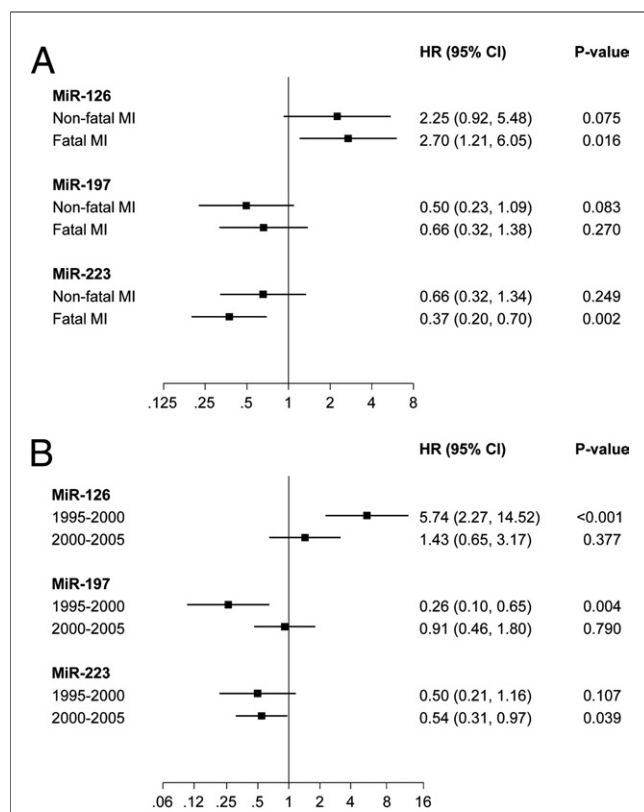 A
HR (95% CI) P-value
MiR-126
Non-fatal MI 2.25 (0.92, 5.48) 0.075
Fatal MI 2.70 (1.21, 6.05) 0.016
MiR-197
Non-fatal MI 0.50 (0.23, 1.09) 0.083
Fatal MI 0.66 (0.32, 1.38) 0.270
MiR-223
Non-fatal MI 0.66 (0.32, 1.34) 0.249
Fatal MI 0.37 (0.20, 0.70) 0.002
.125 .25 .5 1 2 4 8
B
HR (95% CI) P-value
MiR-126
1995-2000 5.74 (2.27, 14.52) <0.001
2000-2005 1.43 (0.65, 3.17) 0.377
MiR-197
1995-2000 0.26 (0.10, 0.65) 0.004
2000-2005 0.91 (0.46, 1.80) 0.790
MiR-223
1995-2000 0.50 (0.21, 1.16) 0.107
2000-2005 0.54 (0.31, 0.97) 0.039
.06 .12 .25 .5 1 2 4 8 16